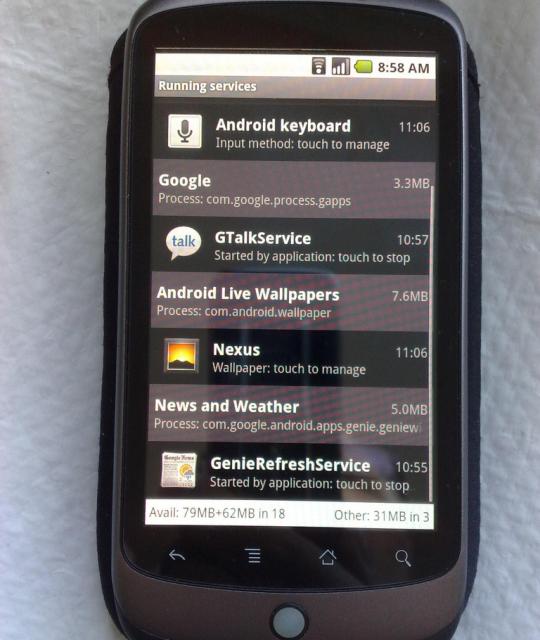 8:58 AM
Running services
Android keyboard 11:06
Input method: touch to manage
Google 3.3MB
Process: com.google.process.gapps
talk
GTalkService 10:57
Started by application: touch to stop
Android Live Wallpapers 7.6MB
Process: com.android.wallpaper
Nexus 11:06
Wallpaper: touch to manage
News and Weather 5.0MB
Process: com.google.android.apps.genie.geniew
Google News
GenieRefreshService 10:55
Started by application: touch to stop
Avail: 79MB+62MB in 18 Other: 31MB in 3